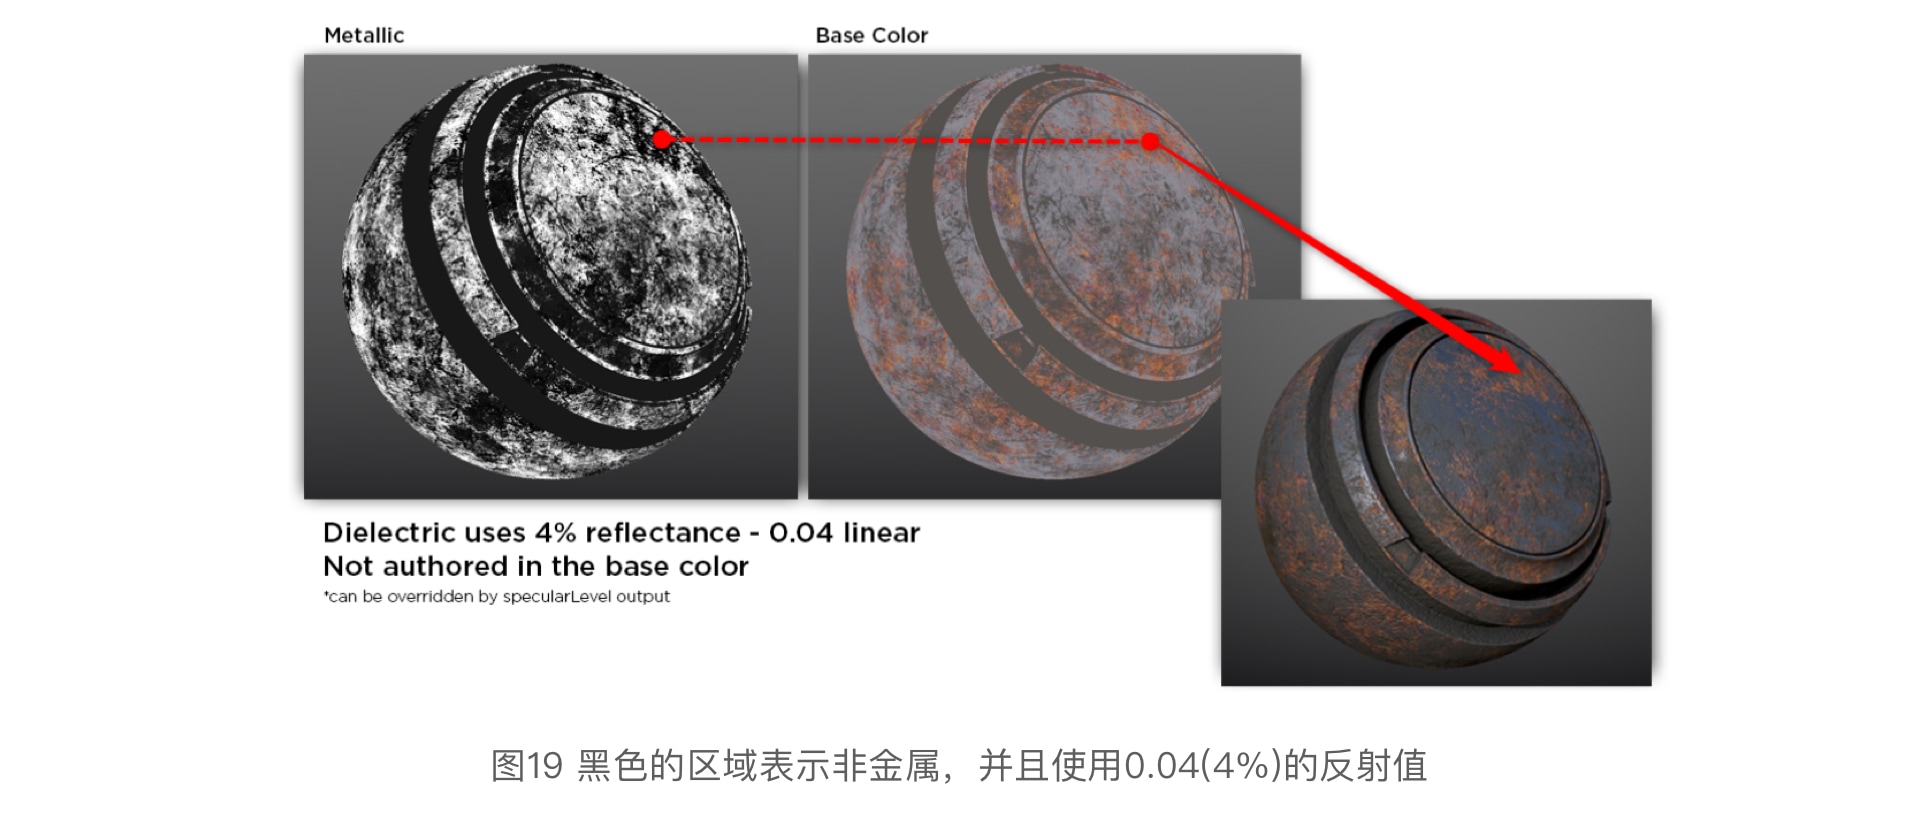 Metallic
Base Color
Dielectric uses 4% reflectance - 0.04 linear
Not authored in the base color
*can be overridden by specularLevel output
图19 黑色的区域表示非金属，并且使用0.04(4%)的反射值